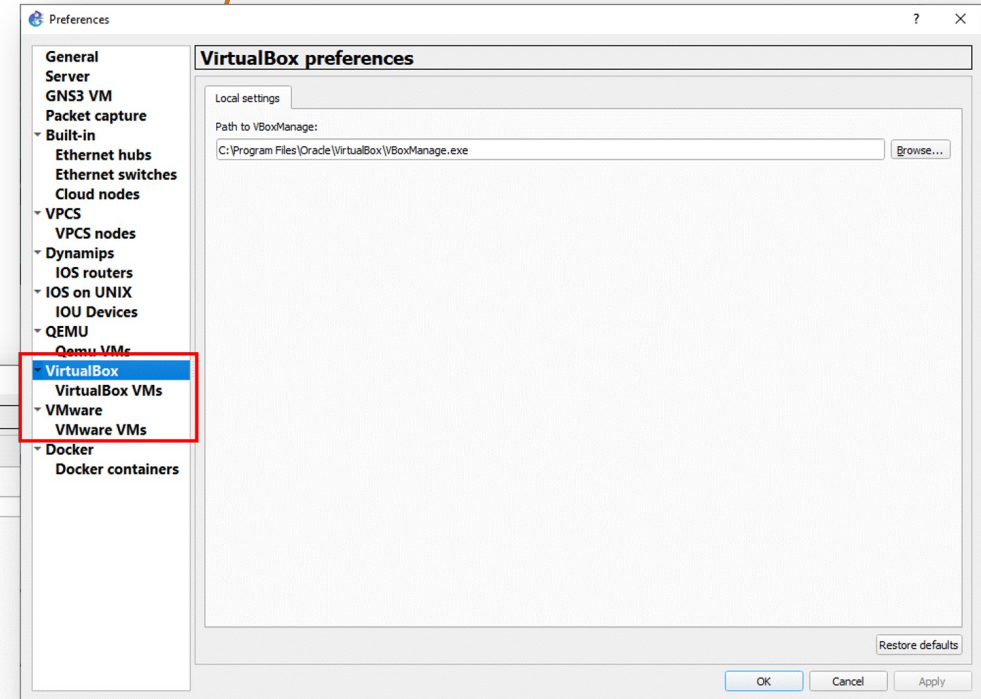 Preferences
?
General
Server
GNS3 VM
Packet capture
Built-in
Ethernet hubs
Ethernet switches
Cloud nodes
VPCS
VPCS nodes
Dynamips
IOS routers
IOS on UNIX
IOU Devices
QEMU
Qemu VMs
VirtualBox
VirtualBox VMs
VMware
VMware VMs
Docker
Docker containers
VirtualBox preferences
Local settings
Path to VBoxManage:
C:\Program Files\Oracle\VirtualBox\VBoxManage.exe
Browse...
Restore defaults
OK
Cancel
Apply